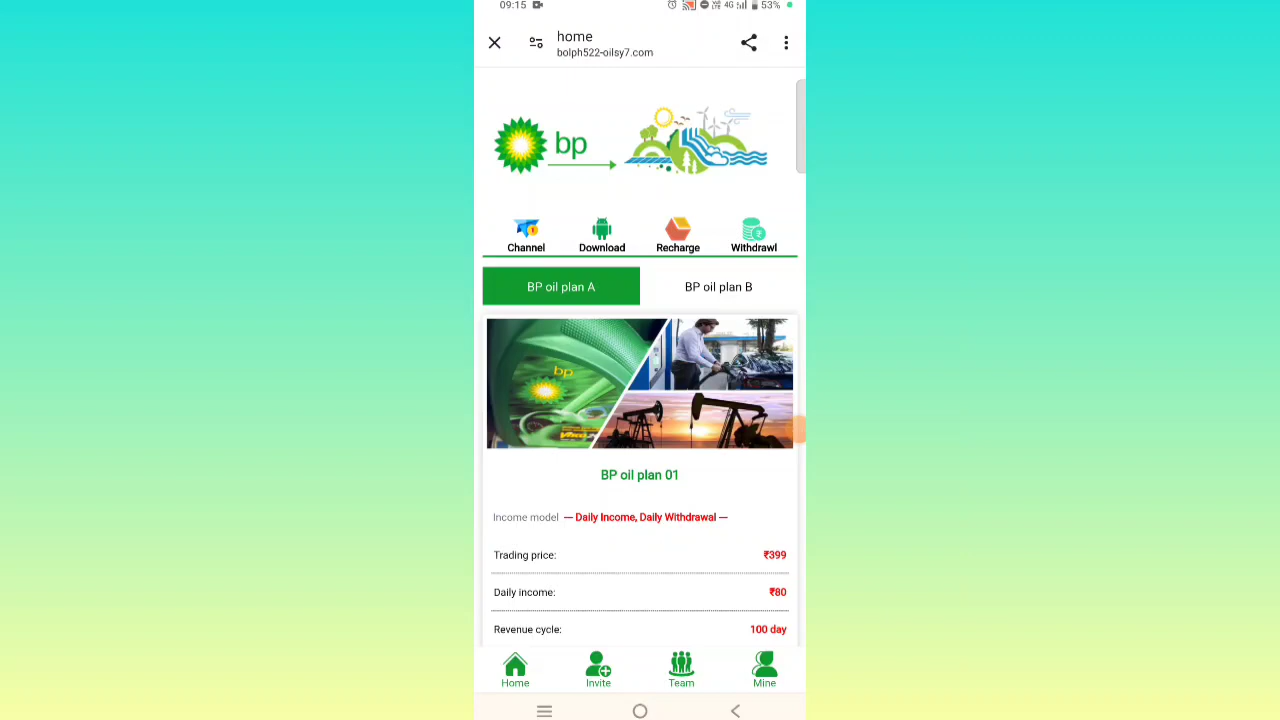 09:15 4G 53%
home
bolph522-oilsy7.com
bp
Channel Download Recharge Withdrawl
BP oil plan A BP oil plan B
bp
BP oil plan 01
Income model — Daily Income, Daily Withdrawal —
Trading price: ₹399
Daily income: ₹80
Revenue cycle: 100 day
Home Invite Team Mine